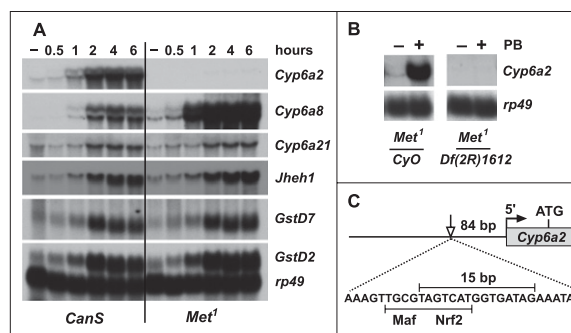 A
– 0.5 1 2 4 6 – 0.5 1 2 4 6 hours
Cyp6a2
Cyp6a8
Cyp6a21
Jheh1
GstD7
GstD2
rp49
CanS Met1
B
– + – + PB
Cyp6a2
rp49
Met1 Met1
CyO Df(2R)1612
C
84 bp 5' ATG
Cyp6a2
15 bp
AAAGTTGCGTAGTCATGGTGATAGAAATA
Maf Nrf2